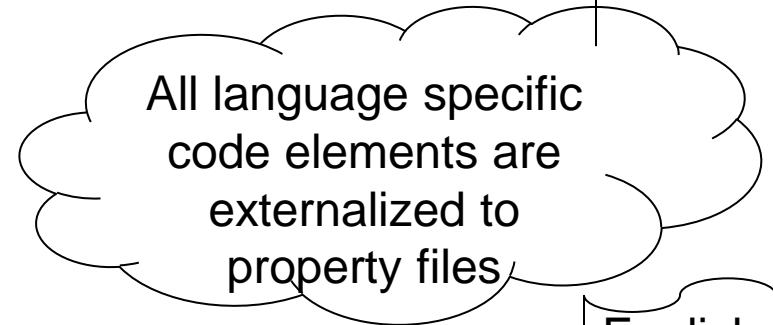 All language specific
code elements are
externalized to
property files